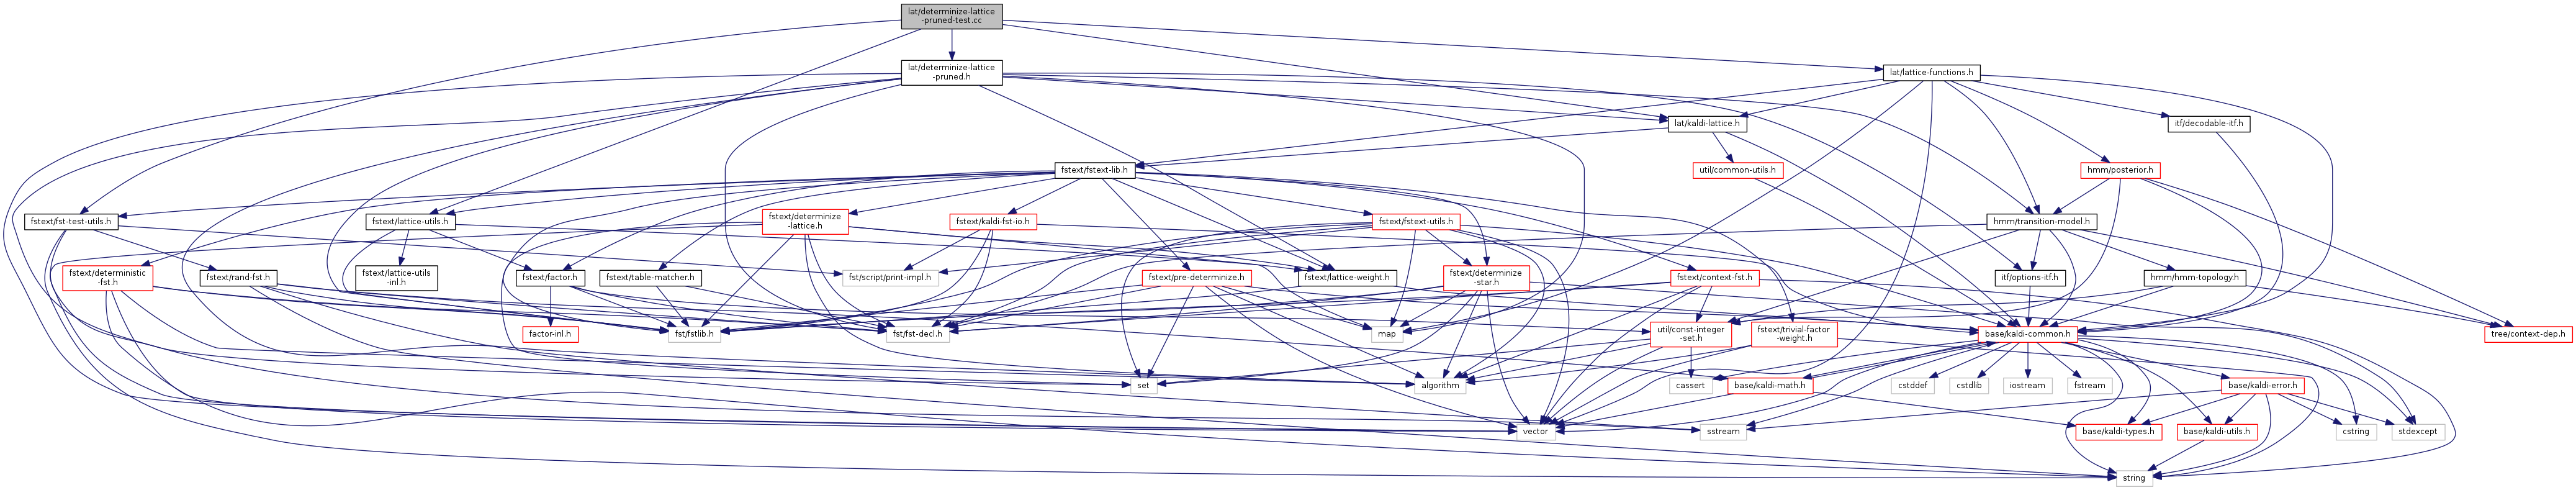 lat/determinize-lattice
-pruned-test.cc
lat/determinize-lattice
-pruned.h
lat/lattice-functions.h
lat/kaldi-lattice.h
itf/decodable-itf.h
fstext/fstext-lib.h
util/common-utils.h
hmm/posterior.h
fstext/fst-test-utils.h
fstext/lattice-utils.h
fstext/determinize
-lattice.h
fstext/kaldi-fst-io.h
fstext/fstext-utils.h
hmm/transition-model.h
fstext/deterministic
-fst.h
fstext/rand-fst.h
fstext/lattice-utils
-inl.h
fstext/factor.h
fstext/table-matcher.h
fst/script/print-impl.h
fstext/pre-determinize.h
fstext/lattice-weight.h
fstext/determinize
-star.h
fstext/context-fst.h
itf/options-itf.h
hmm/hmm-topology.h
factor-inl.h
fst/fstlib.h
fst/fst-decl.h
map
util/const-integer
-set.h
fstext/trivial-factor
-weight.h
base/kaldi-common.h
tree/context-dep.h
set
algorithm
cassert
base/kaldi-math.h
cstddef
cstdlib
iostream
fstream
base/kaldi-error.h
vector
sstream
base/kaldi-types.h
base/kaldi-utils.h
cstring
stdexcept
string